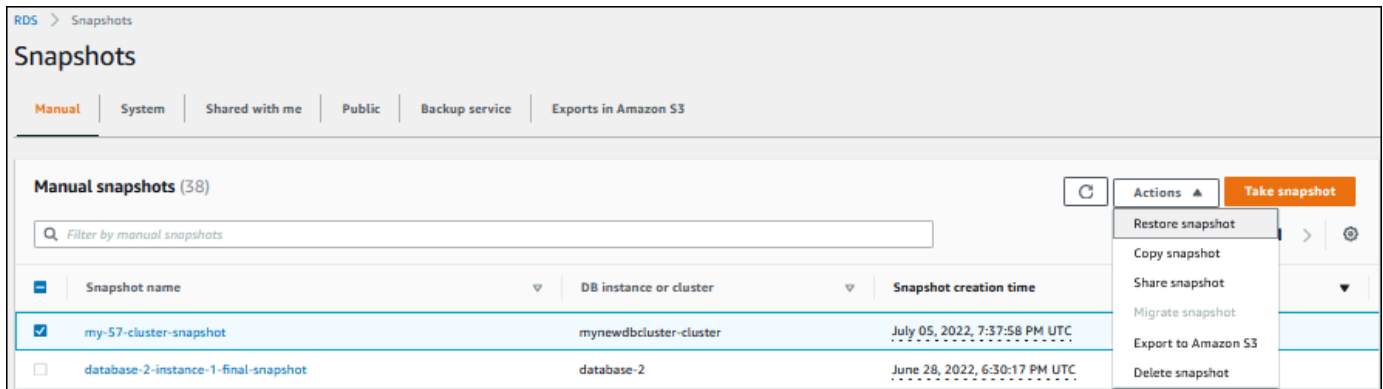 RDS > Snapshots
Snapshots
Manual System Shared with me Public Backup service Exports in Amazon S3
Manual snapshots (38)
Actions ▲ Take snapshot
Filter by manual snapshots
Restore snapshot
Copy snapshot
Share snapshot
Migrate snapshot
Export to Amazon S3
Delete snapshot
Snapshot name DB instance or cluster Snapshot creation time
my-57-cluster-snapshot mynewdbcluster-cluster July 05, 2022, 7:37:58 PM UTC
database-2-instance-1-final-snapshot database-2 June 28, 2022, 6:30:17 PM UTC